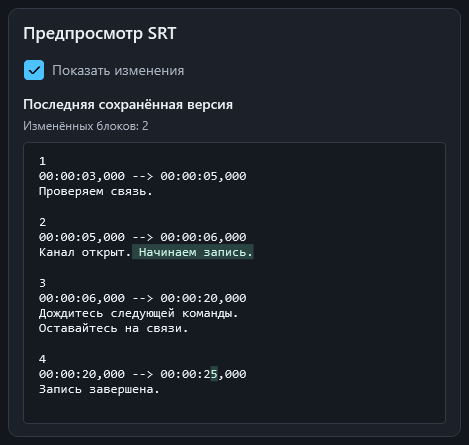 Предпросмотр SRT
Показать изменения
Последняя сохранённая версия
Изменённых блоков: 2
1
00:00:03,000 --> 00:00:05,000
Проверяем связь.
2
00:00:05,000 --> 00:00:06,000
Канал открыт. Начинаем запись.
3
00:00:06,000 --> 00:00:20,000
Дождитесь следующей команды.
Оставайтесь на связи.
4
00:00:20,000 --> 00:00:25,000
Запись завершена.